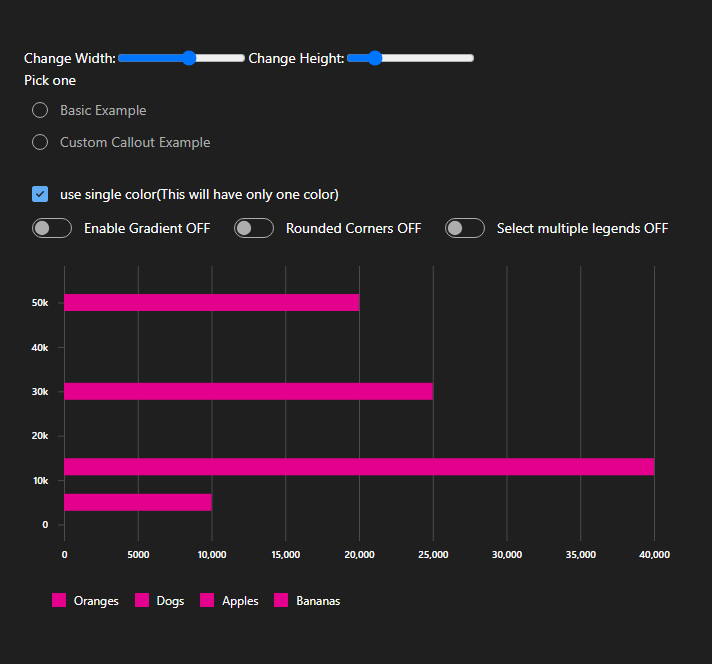 Change Width: Change Height:
Pick one
Basic Example
Custom Callout Example
use single color(This will have only one color)
Enable Gradient OFF Rounded Corners OFF Select multiple legends OFF
50k
40k
30k
20k
10k
0
0 5000 10,000 15,000 20,000 25,000 30,000 35,000 40,000
Oranges Dogs Apples Bananas